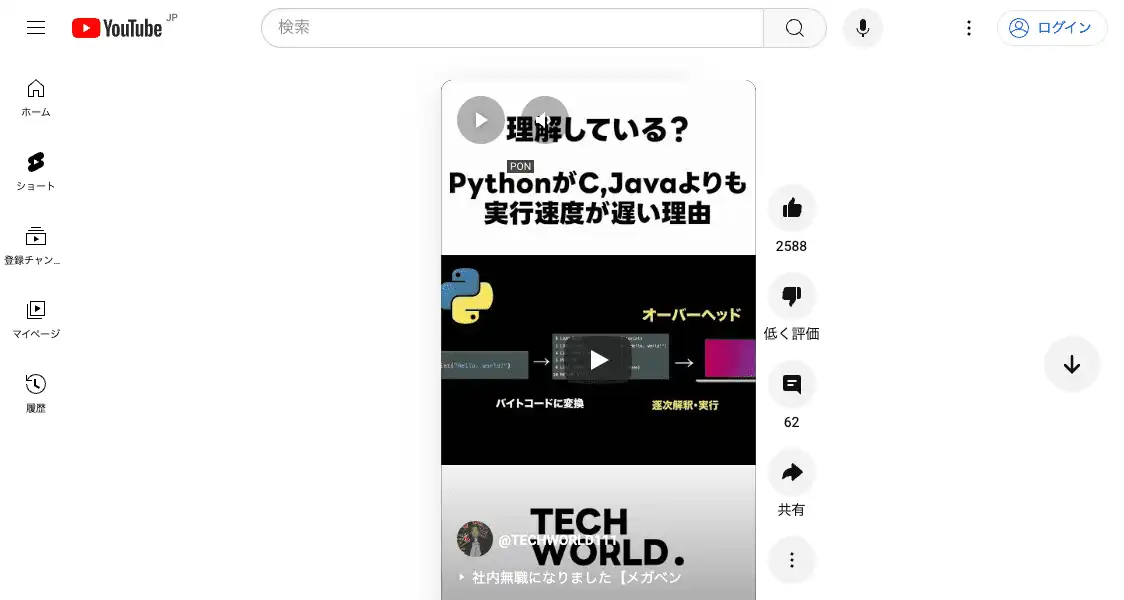 YouTube JP
検索
ログイン
ホーム
ショート
登録チャン...
マイページ
履歴
理解している？
PON
PythonがC,Javaよりも
実行速度が遅い理由
オーバーヘッド
バイトコードに変換
逐次解釈・実行
TECH
WORLD.
@TECHWORLD111
社内無職になりました【メガベン
2588
低く評価
62
共有